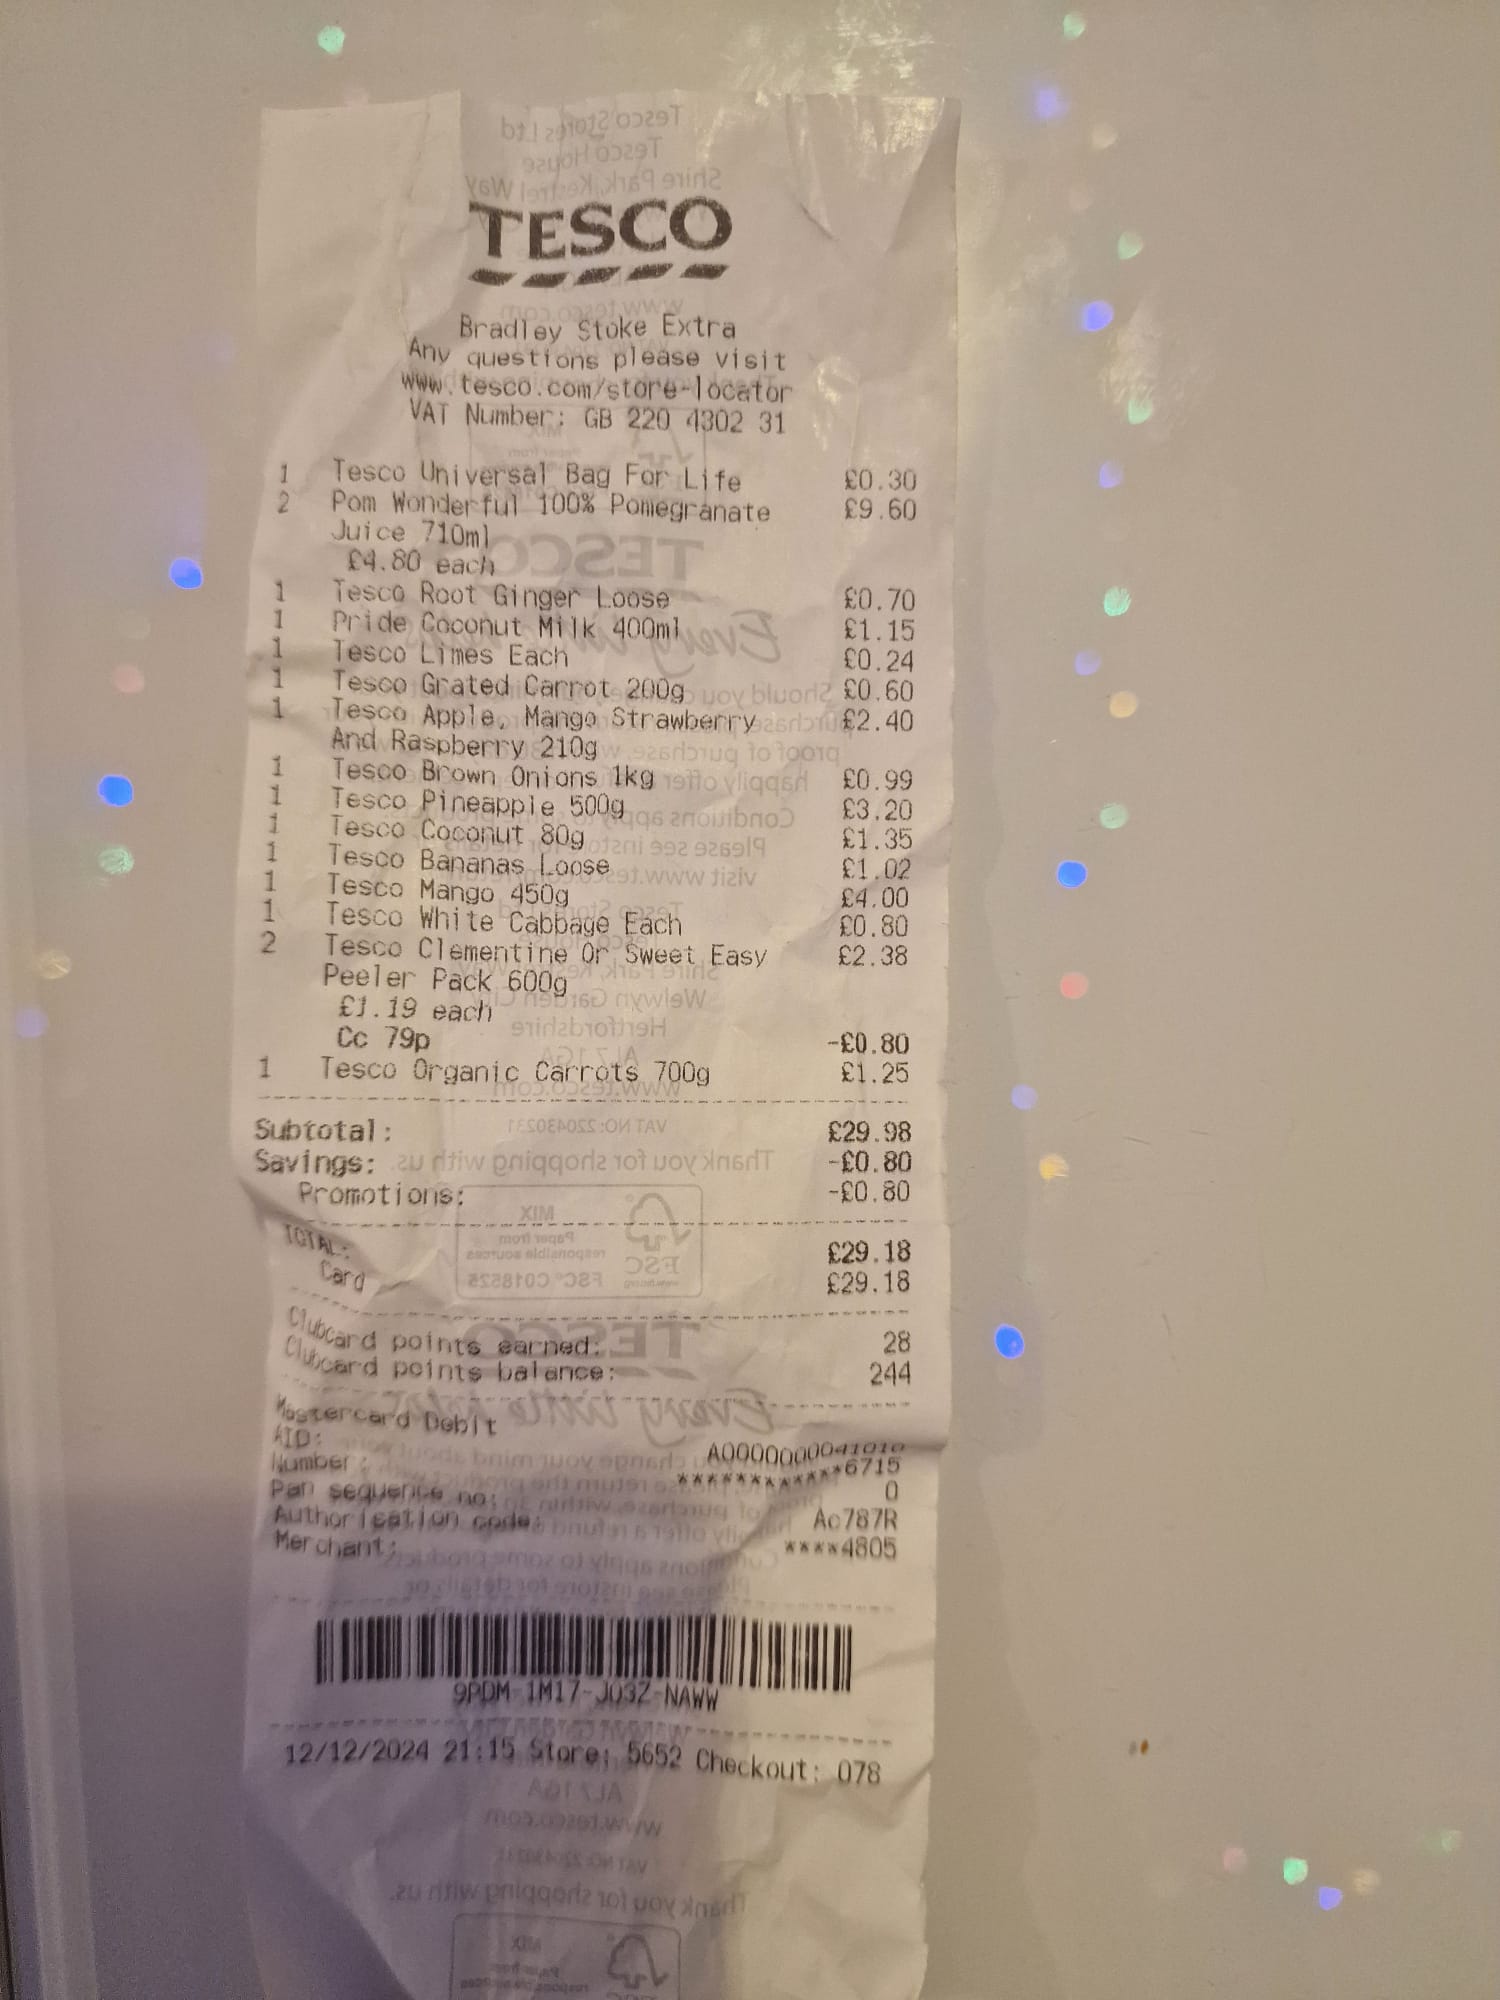 TESCO
Bradley Stoke Extra
Any questions please visit
www.tesco.com/store-locator
VAT Number: GB 220 4302 31
1 Tesco Universal Bag For Life £0.30
2 Pom Wonderful 100% Pomegranate £9.60
Juice 710ml
£4.80 each
1 Tesco Root Ginger Loose £0.70
1 Pride Coconut Milk 400ml £1.15
1 Tesco Limes Each £0.24
1 Tesco Grated Carrot 200g £0.60
1 Tesco Apple, Mango Strawberry £2.40
And Raspberry 210g
1 Tesco Brown Onions 1kg £0.99
1 Tesco Pineapple 500g £3.20
1 Tesco Coconut 80g £1.35
1 Tesco Bananas Loose £1.02
1 Tesco Mango 450g £4.00
1 Tesco White Cabbage Each £0.80
2 Tesco Clementine Or Sweet Easy £2.38
Peeler Pack 600g
£1.19 each
Cc 79p -£0.80
1 Tesco Organic Carrots 700g £1.25
Subtotal: £29.98
Savings: -£0.80
Promotions: -£0.80
TOTAL: £29.18
Card £29.18
Clubcard points earned: 28
Clubcard points balance: 244
Mastercard Debit
AID: A0000000041010
Number: ************6715
Pan sequence no: 0
Authorisation code: Ac787R
Merchant: ****4805
9PDM-1M17-JQ3Z-NAWW
12/12/2024 21:15 Store: 5652 Checkout: 078